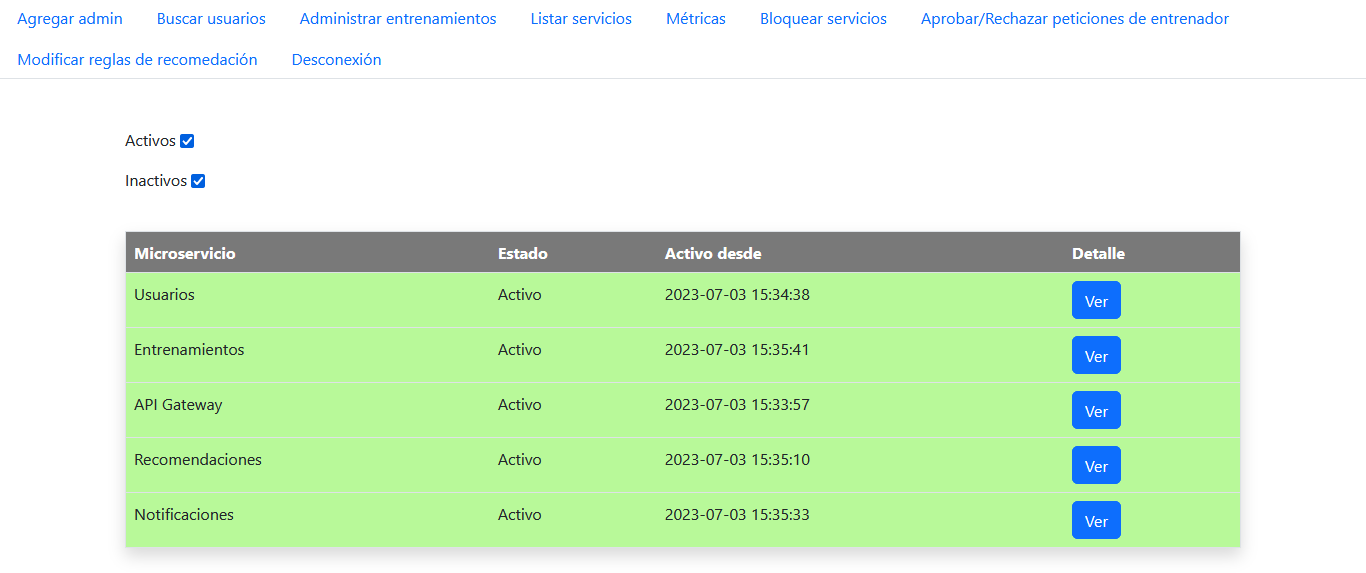 Agregar admin Buscar usuarios Administrar entrenamientos Listar servicios Métricas Bloquear servicios Aprobar/Rechazar peticiones de entrenador
Modificar reglas de recomedación Desconexión
Activos
Inactivos
Microservicio Estado Activo desde Detalle
Usuarios Activo 2023-07-03 15:34:38 Ver
Entrenamientos Activo 2023-07-03 15:35:41 Ver
API Gateway Activo 2023-07-03 15:33:57 Ver
Recomendaciones Activo 2023-07-03 15:35:10 Ver
Notificaciones Activo 2023-07-03 15:35:33 Ver